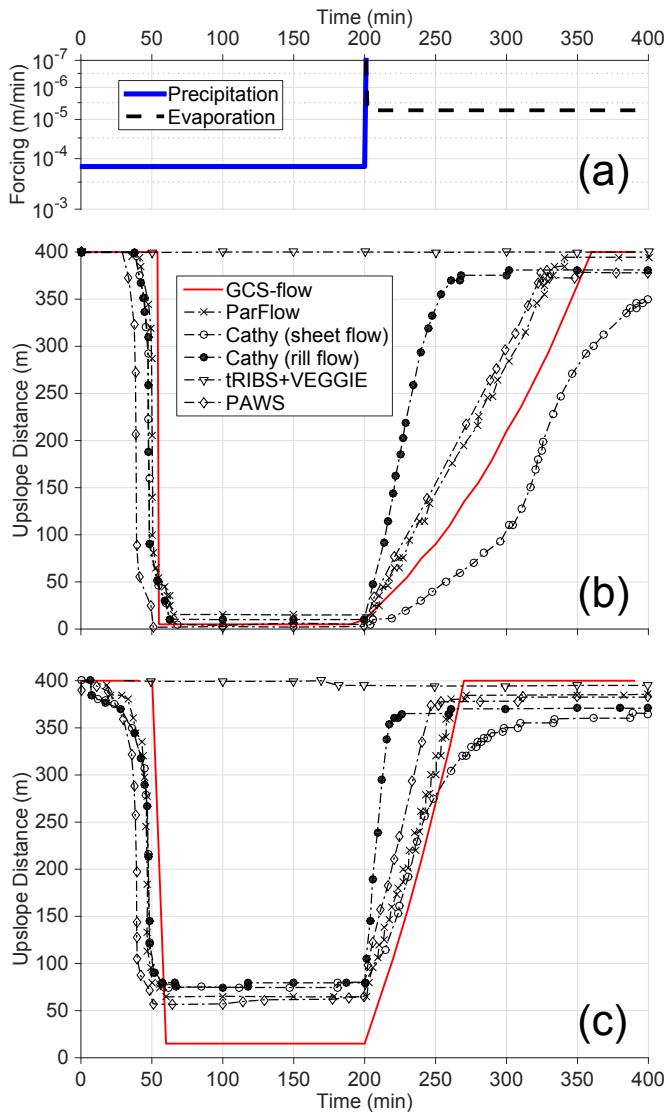 Time (min)
0 50 100 150 200 250 300 350 400
10^-7
10^-6
10^-5
10^-4
10^-3
Forcing (m/min)
Precipitation
Evaporation
(a)
400
350
300
250
200
150
100
50
0
Upslope Distance (m)
GCS-flow
ParFlow
Cathy (sheet flow)
Cathy (rill flow)
tRIBS+VEGGIE
PAWS
(b)
400
350
300
250
200
150
100
50
0
Upslope Distance (m)
(c)
0 50 100 150 200 250 300 350 400
Time (min)